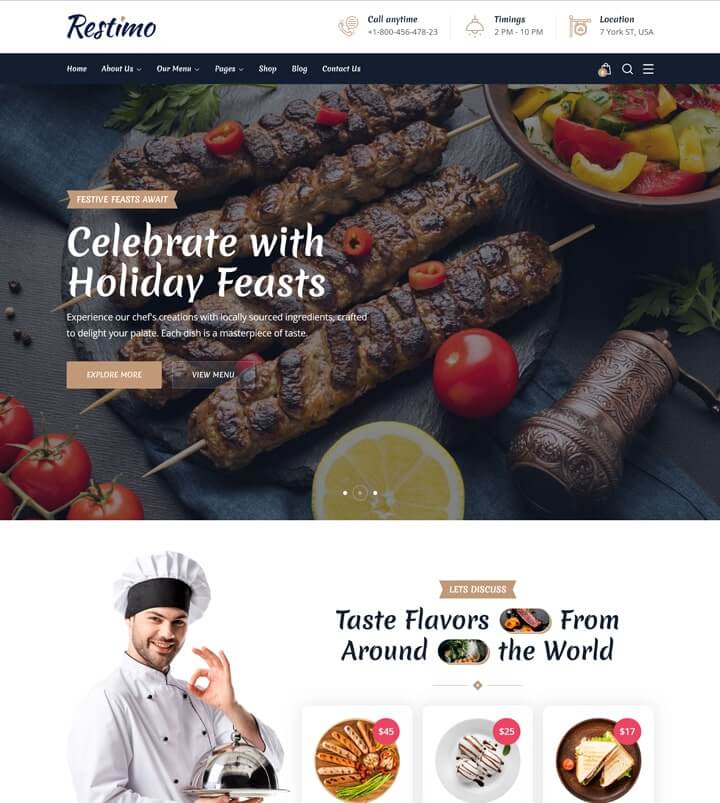 Restimo
Call anytime
+1-800-456-478-23
Timings
2 PM - 10 PM
Location
7 York ST, USA
Home
About Us
Our Menu
Pages
Shop
Blog
Contact Us
FESTIVE FEASTS AWAIT
Celebrate with
Holiday Feasts
Experience our chef's creations with locally sourced ingredients, crafted
to delight your palate. Each dish is a masterpiece of taste.
EXPLORE MORE
VIEW MENU
LETS DISCUSS
Taste Flavors From
Around the World
$45
$25
$17